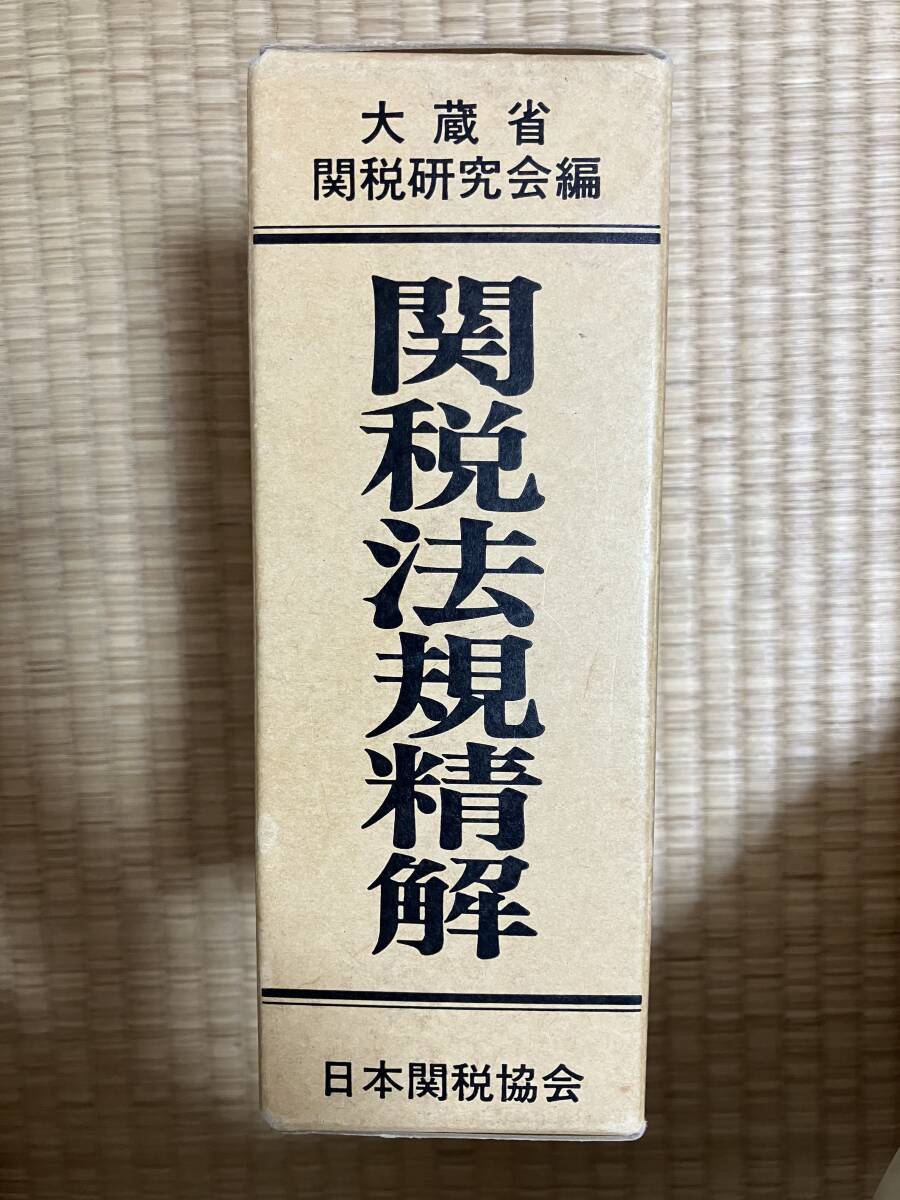 大蔵省
関税研究会編
関税法規精解
日本関税協会